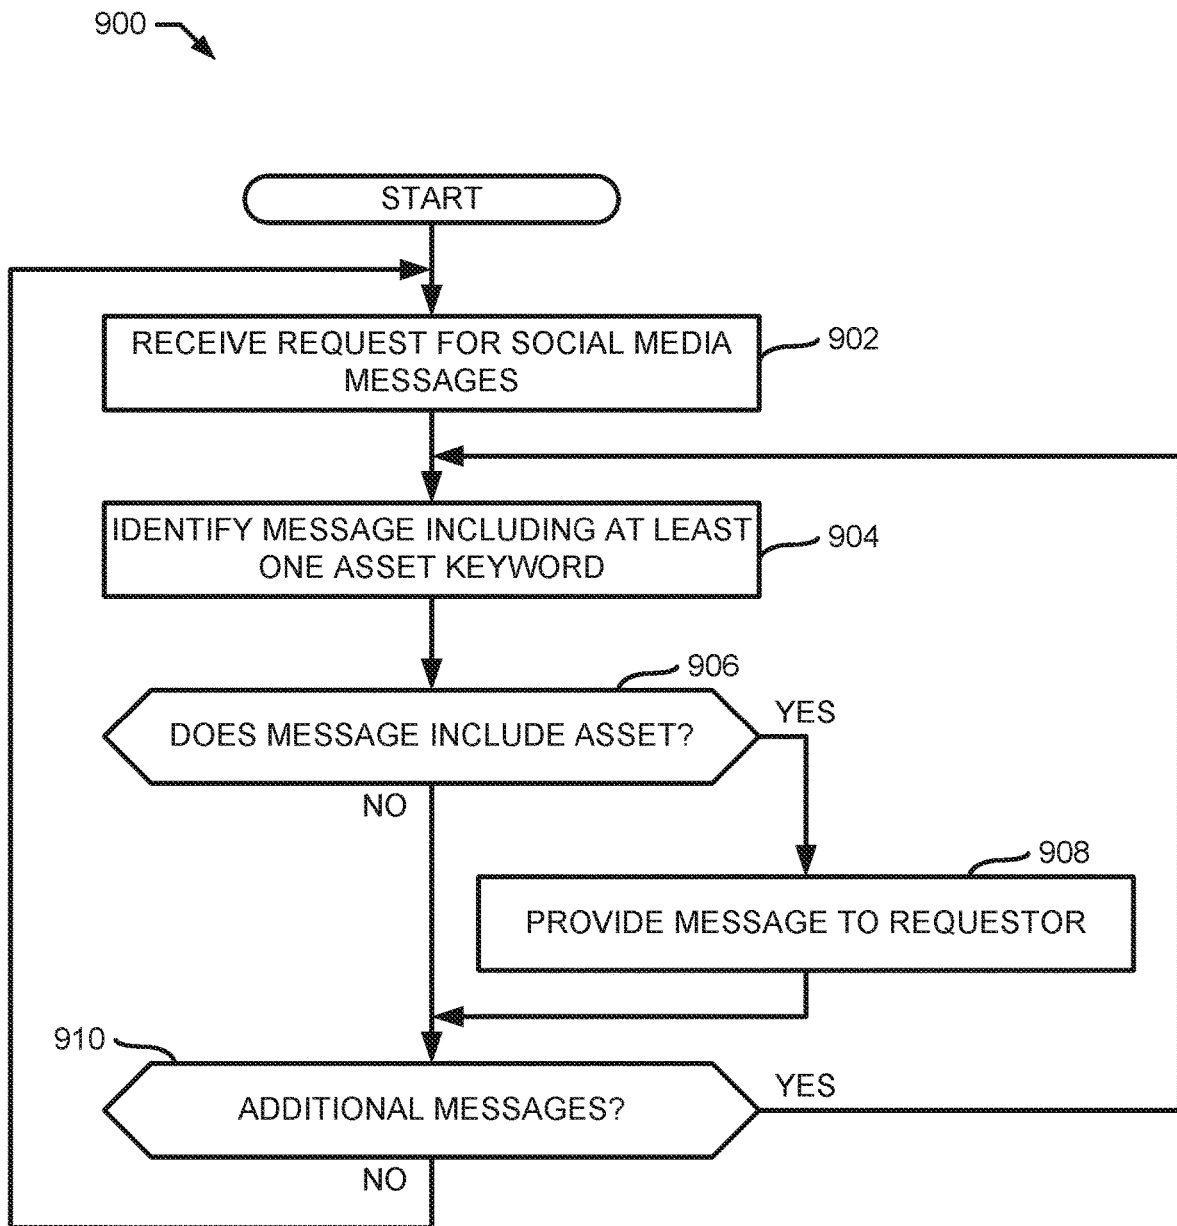 900
START
RECEIVE REQUEST FOR SOCIAL MEDIA
MESSAGES
902
IDENTIFY MESSAGE INCLUDING AT LEAST
ONE ASSET KEYWORD
904
906
DOES MESSAGE INCLUDE ASSET?
YES
NO
908
PROVIDE MESSAGE TO REQUESTOR
910
ADDITIONAL MESSAGES?
YES
NO